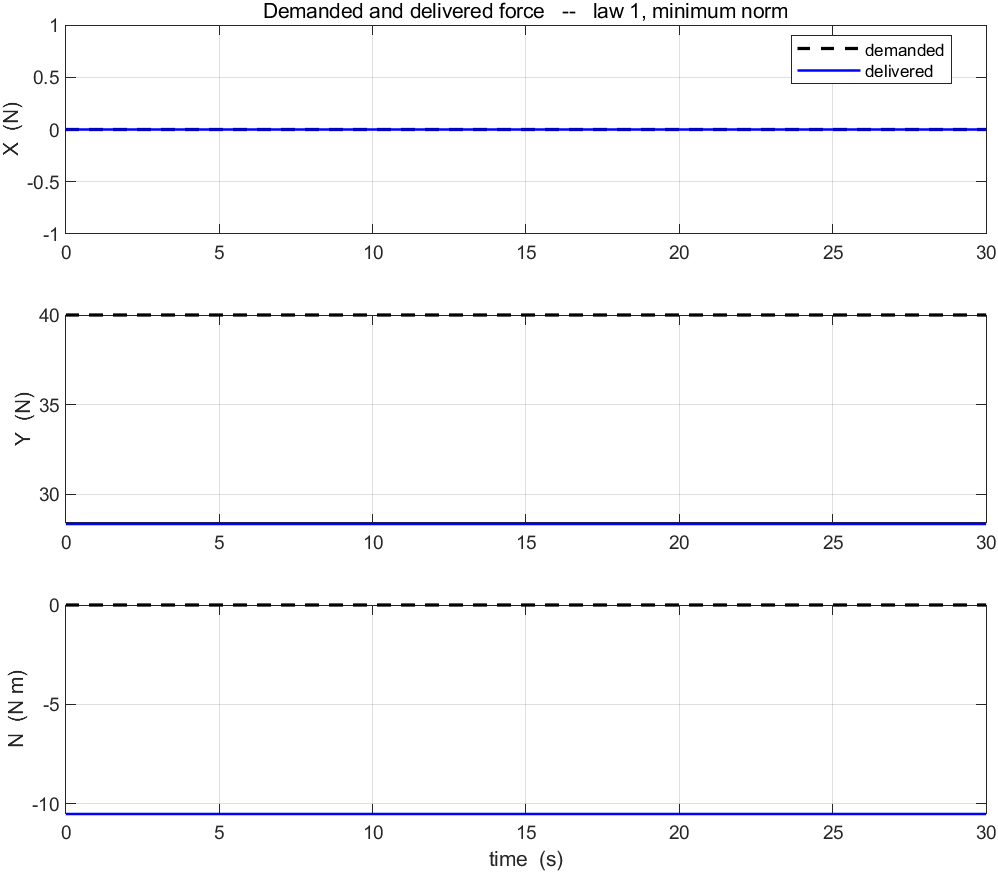 Demanded and delivered force -- law 1, minimum norm
demanded
delivered
X (N)
1
0.5
0
-0.5
-1
0 5 10 15 20 25 30
Y (N)
40
35
30
0 5 10 15 20 25 30
N (N m)
0
-5
-10
0 5 10 15 20 25 30
time (s)